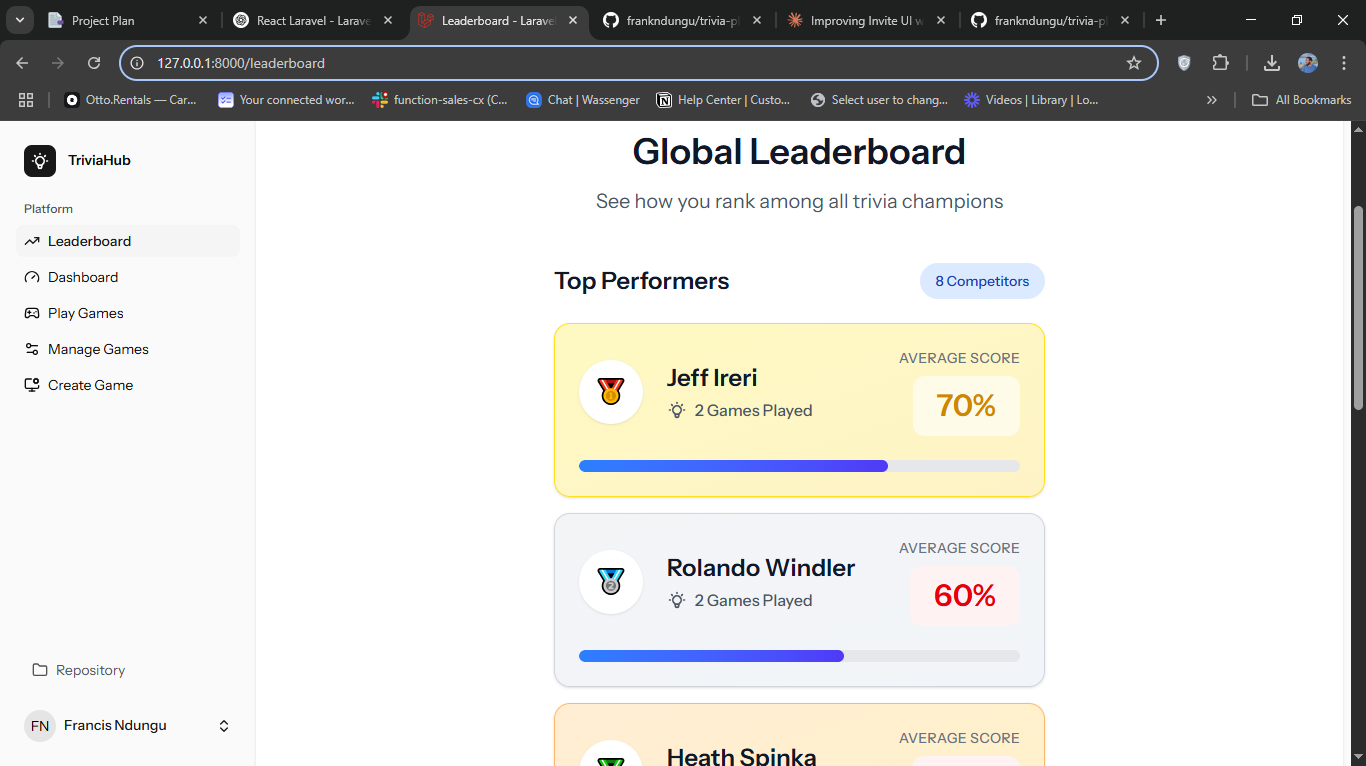 Project Plan
React Laravel - Larave
Leaderboard - Larave
frankndungu/trivia-p
Improving Invite UI w
frankndungu/trivia-p
127.0.0.1:8000/leaderboard
Otto.Rentals — Car...
Your connected wor...
function-sales-cx (C...
Chat | Wassenger
Help Center | Custo...
Select user to chang...
Videos | Library | Lo...
All Bookmarks
TriviaHub
Platform
Leaderboard
Dashboard
Play Games
Manage Games
Create Game
Repository
FN
Francis Ndungu
Global Leaderboard
See how you rank among all trivia champions
Top Performers
8 Competitors
1
Jeff Ireri
2 Games Played
AVERAGE SCORE
70%
2
Rolando Windler
2 Games Played
AVERAGE SCORE
60%
Heath Spinka
AVERAGE SCORE